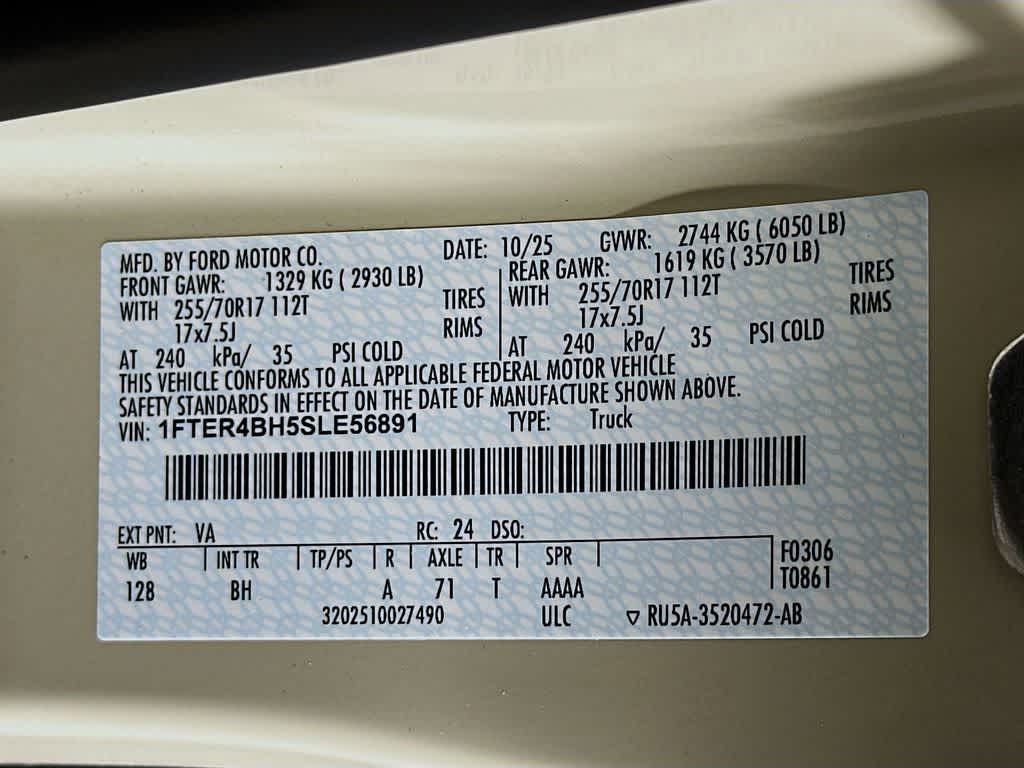 MFD. BY FORD MOTOR CO. DATE: 10/25 GVWR: 2744 KG ( 6050 LB)
FRONT GAWR: 1329 KG ( 2930 LB) REAR GAWR: 1619 KG ( 3570 LB)
WITH 255/70R17 112T TIRES WITH 255/70R17 112T TIRES
17x7.5J RIMS 17x7.5J RIMS
AT 240 kPa/ 35 PSI COLD AT 240 kPa/ 35 PSI COLD
THIS VEHICLE CONFORMS TO ALL APPLICABLE FEDERAL MOTOR VEHICLE
SAFETY STANDARDS IN EFFECT ON THE DATE OF MANUFACTURE SHOWN ABOVE.
VIN: 1FTER4BH5SLE56891 TYPE: Truck
EXT PNT: VA RC: 24 DSO:
WB INT TR TP/PS R AXLE TR SPR F0306
128 BH A 71 T AAAA T0861
3202510027490 ULC ▽ RU5A-3520472-AB